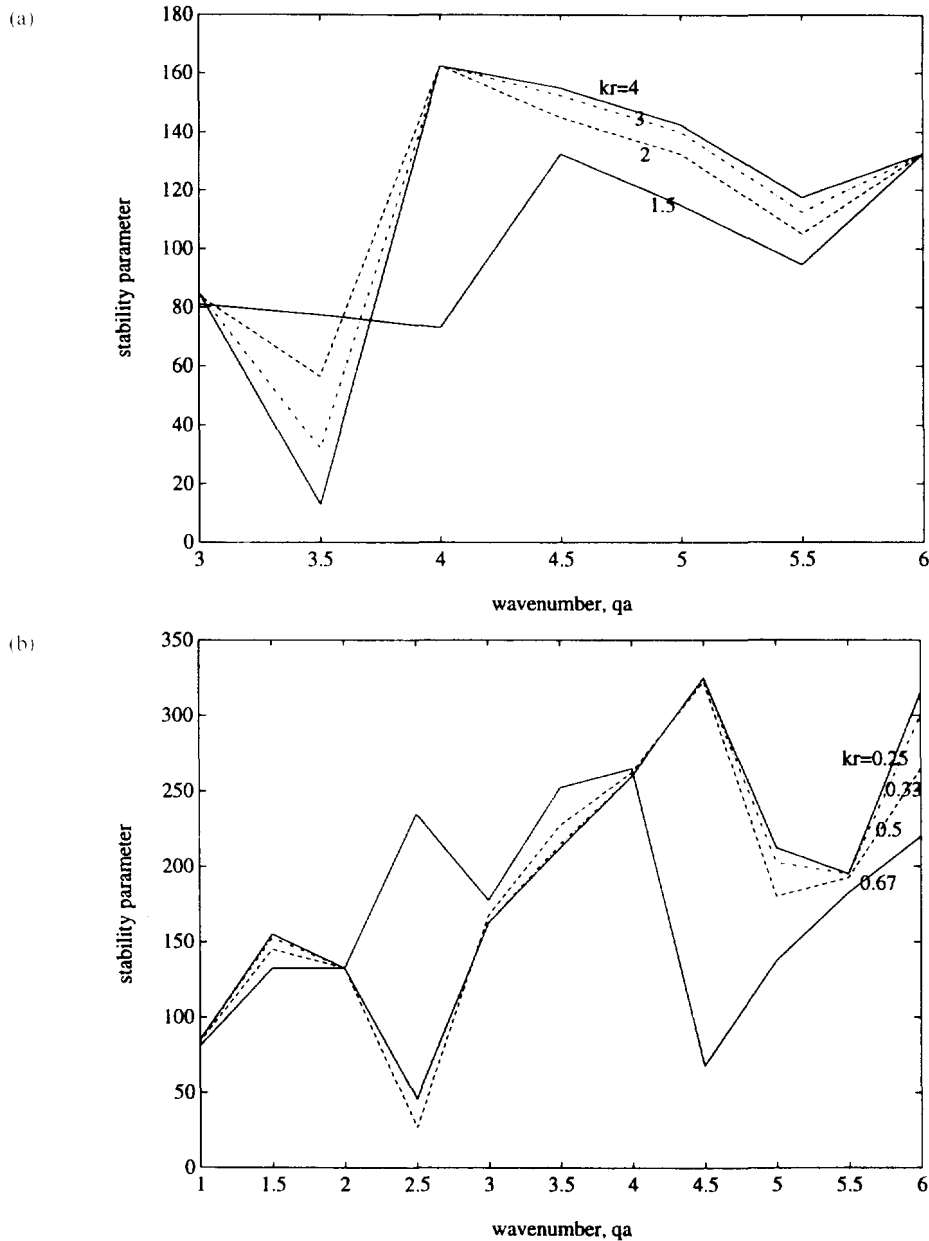 (a)
180
160
140
120
100
80
60
40
20
0
stability parameter
kr=4
3
2
1.5
3 3.5 4 4.5 5 5.5 6
wavenumber, qa
(b)
350
300
250
200
150
100
50
0
stability parameter
kr=0.25
0.33
0.5
0.67
1 1.5 2 2.5 3 3.5 4 4.5 5 5.5 6
wavenumber, qa